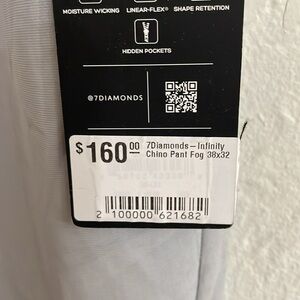 MOISTURE WICKING LINEAR-FLEX® SHAPE RETENTION
HIDDEN POCKETS
@7DIAMONDS
$160.00 7Diamonds-Infinity
Chino Pant Fog 38x32
2 100000 621682